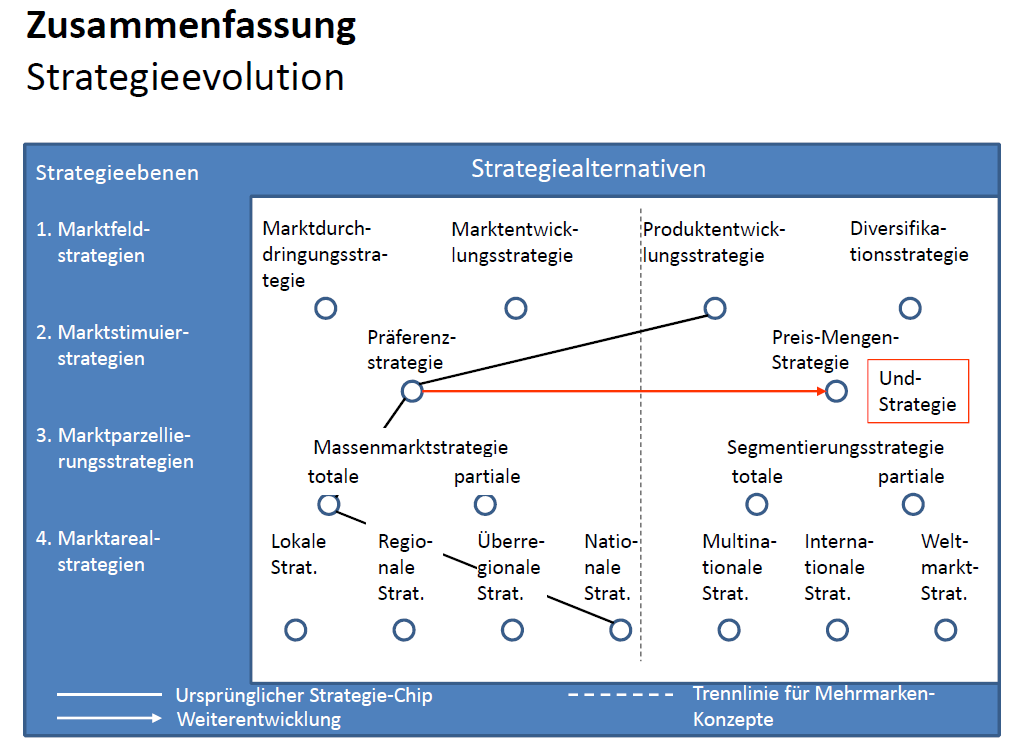 Zusammenfassung
Strategieevolution
Strategieebenen
Strategiealternativen
1. Marktfeld-
strategien
Marktdurch-
dringungsstra-
tegie
Marktentwick-
lungsstrategie
Produktentwick-
lungsstrategie
Diversifika-
tionsstrategie
2. Marktstimuier-
strategien
Präferenz-
strategie
Preis-Mengen-
Strategie
Und-
Strategie
3. Marktparzellie-
rungsstrategien
Massenmarktstrategie
totale
partiale
Segmentierungsstrategie
totale
partiale
4. Marktareal-
strategien
Lokale
Strat.
Regio-
nale
Strat.
Überre-
gionale
Strat.
Natio-
nale
Strat.
Multina-
tionale
Strat.
Interna-
tionale
Strat.
Welt-
markt-
Strat.
Ursprünglicher Strategie-Chip
Weiterentwicklung
Trennlinie für Mehrmarken-
Konzepte